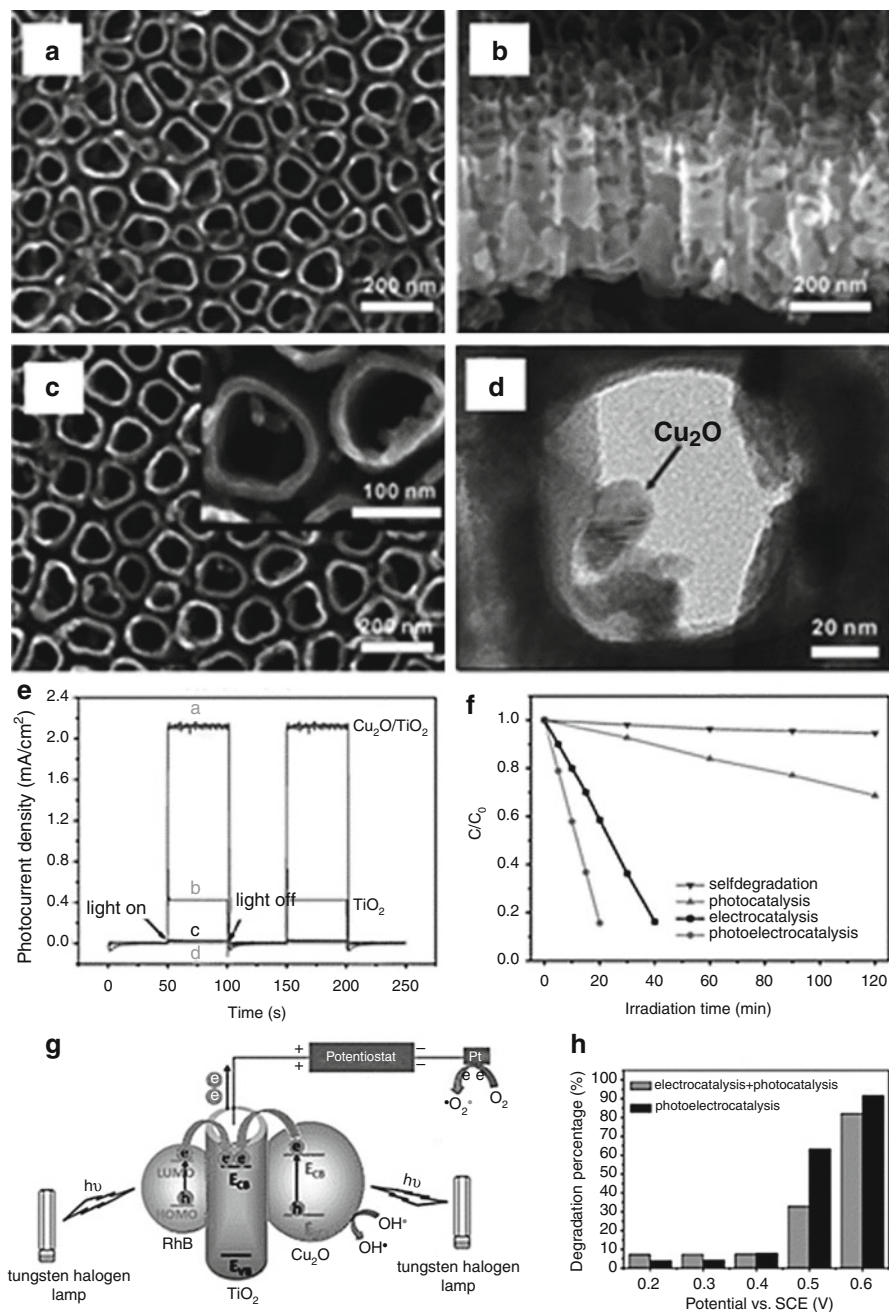 a
b
200 nm
200 nm
c
d
Cu₂O
100 nm
200 nm
20 nm
e
f
Photocurrent density (mA/cm²)
2.4
2.0
1.6
1.2
0.8
0.4
0.0
a
Cu₂O/TiO₂
b
TiO₂
light on
light off
c
d
0 50 100 150 200 250
Time (s)
C/C₀
1.0
0.8
0.6
0.4
0.2
0.0
selfdegradation
photocatalysis
electrocatalysis
photoelectrocatalysis
0 20 40 60 80 100 120
Irradiation time (min)
g
h
+ Potentiostat − Pt
+ −
e e
•O₂ O₂
e
e
e e e e
LUMO
E_CB E_CB
hυ hυ
h h
HOMO
OH
OH•
RhB
E_VB
Cu₂O
tungsten halogen
lamp
TiO₂
tungsten halogen
lamp
Degradation percentage (%)
100
90
80
70
60
50
40
30
20
10
0
electrocatalysis+photocatalysis
photoelectrocatalysis
0.2 0.3 0.4 0.5 0.6
Potential vs. SCE (V)